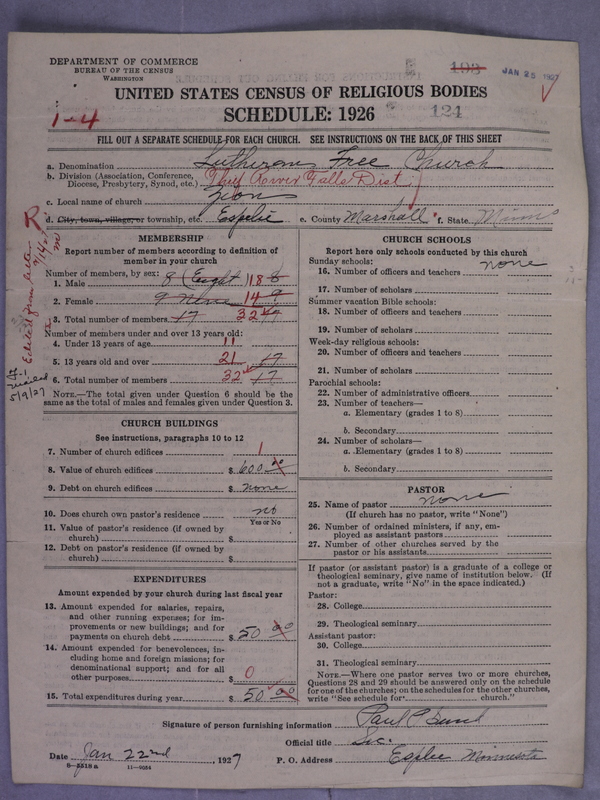 DEPARTMENT OF COMMERCE
BUREAU OF THE CENSUS
WASHINGTON
193
JAN 25 1927
UNITED STATES CENSUS OF RELIGIOUS BODIES
SCHEDULE: 1926
1-4
124
FILL OUT A SEPARATE SCHEDULE FOR EACH CHURCH. SEE INSTRUCTIONS ON THE BACK OF THIS SHEET
a. Denomination Lutheran Free Church
b. Division (Association, Conference, Diocese, Presbytery, Synod, etc.) Thief River Falls Dist.
c. Local name of church Zion
d. City, town, village, or township, etc. Espelie e. County Marshall f. State Minn
R
Edited from letter
F-1
mailed
5/9/27
MEMBERSHIP
Report number of members according to definition of
member in your church
Number of members, by sex:
1. Male 8 (Eight) 18 8
2. Female 9 Nine 14 9
3. Total number of members 17 32
Number of members under and over 13 years old:
4. Under 13 years of age 11
5. 13 years old and over 21 17
6. Total number of members 32 17
NOTE.—The total given under Question 6 should be the
same as the total of males and females given under Question 3.
CHURCH BUILDINGS
See instructions, paragraphs 10 to 12
7. Number of church edifices 1
8. Value of church edifices $ 600.00
9. Debt on church edifices $ none
10. Does church own pastor's residence? no
Yes or No
11. Value of pastor's residence (if owned by
church) $
12. Debt on pastor's residence (if owned by
church) $
EXPENDITURES
Amount expended by your church during last fiscal year
13. Amount expended for salaries, repairs,
and other running expenses; for im-
provements or new buildings; and for
payments on church debt $ 50 00
14. Amount expended for benevolences, in-
cluding home and foreign missions; for
denominational support; and for all
other purposes $ 0
15. Total expenditures during year $ 50 00
CHURCH SCHOOLS
Report here only schools conducted by this church
Sunday schools:
16. Number of officers and teachers none
17. Number of scholars
Summer vacation Bible schools:
18. Number of officers and teachers
19. Number of scholars
Week-day religious schools:
20. Number of officers and teachers
21. Number of scholars
Parochial schools:
22. Number of administrative officers
23. Number of teachers—
a. Elementary (grades 1 to 8)
b. Secondary
24. Number of scholars—
a. Elementary (grades 1 to 8)
b. Secondary
PASTOR
25. Name of pastor none
(If church has no pastor, write "None")
26. Number of ordained ministers, if any, em-
ployed as assistant pastors
27. Number of other churches served by the
pastor or his assistants
If pastor (or assistant pastor) is a graduate of a college or
theological seminary, give name of institution below. (If
not a graduate, write "No" in the space indicated.)
Pastor:
28. College
29. Theological seminary
Assistant pastor:
30. College
31. Theological seminary
NOTE.—Where one pastor serves two or more churches,
Questions 28 and 29 should be answered only on the schedule
for one of the churches; on the schedules for the other churches,
write "See schedule for church."
Signature of person furnishing information Paul P.
Official title Sec.
Date Jan 22nd, 1927 P. O. Address Esplee Minnesota
6—5518a 11—9084